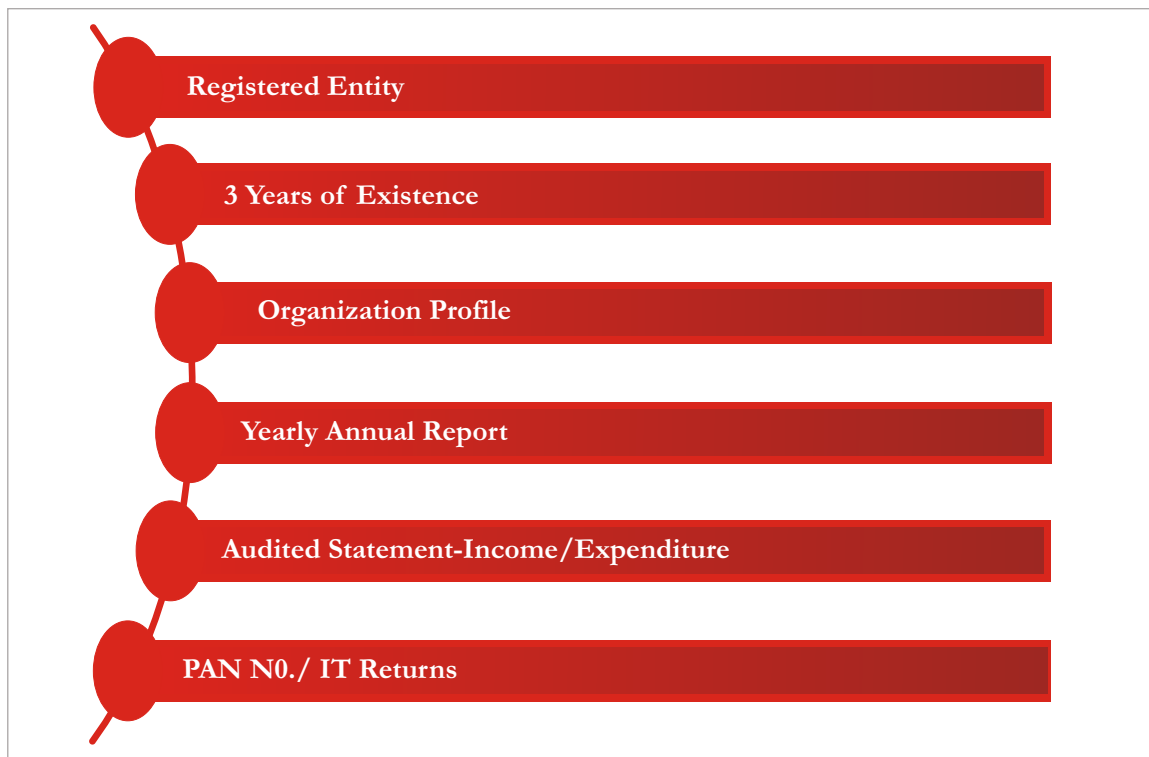 Registered Entity
3 Years of Existence
Organization Profile
Yearly Annual Report
Audited Statement-Income/Expenditure
PAN N0./ IT Returns